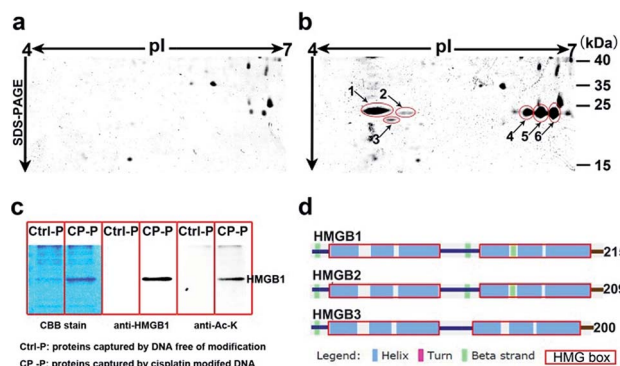 a
pI
4
7
SDS-PAGE
b
pI
4
7
(kDa)
40
35
25
15
1
2
3
4
5
6
c
Ctrl-P CP-P Ctrl-P CP-P Ctrl-P CP-P
HMGB1
CBB stain anti-HMGB1 anti-Ac-K
Ctrl-P: proteins captured by DNA free of modification
CP -P: proteins captured by cisplatin modifed DNA
d
HMGB1
215
HMGB2
209
HMGB3
200
Legend: Helix Turn Beta strand HMG box